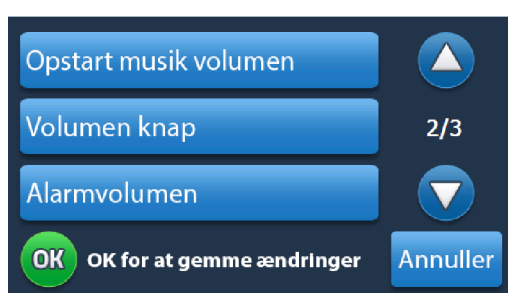 Opstart musik volumen
Volumen knap
2/3
Alarmvolumen
OK
OK for at gemme ændringer
Annuller